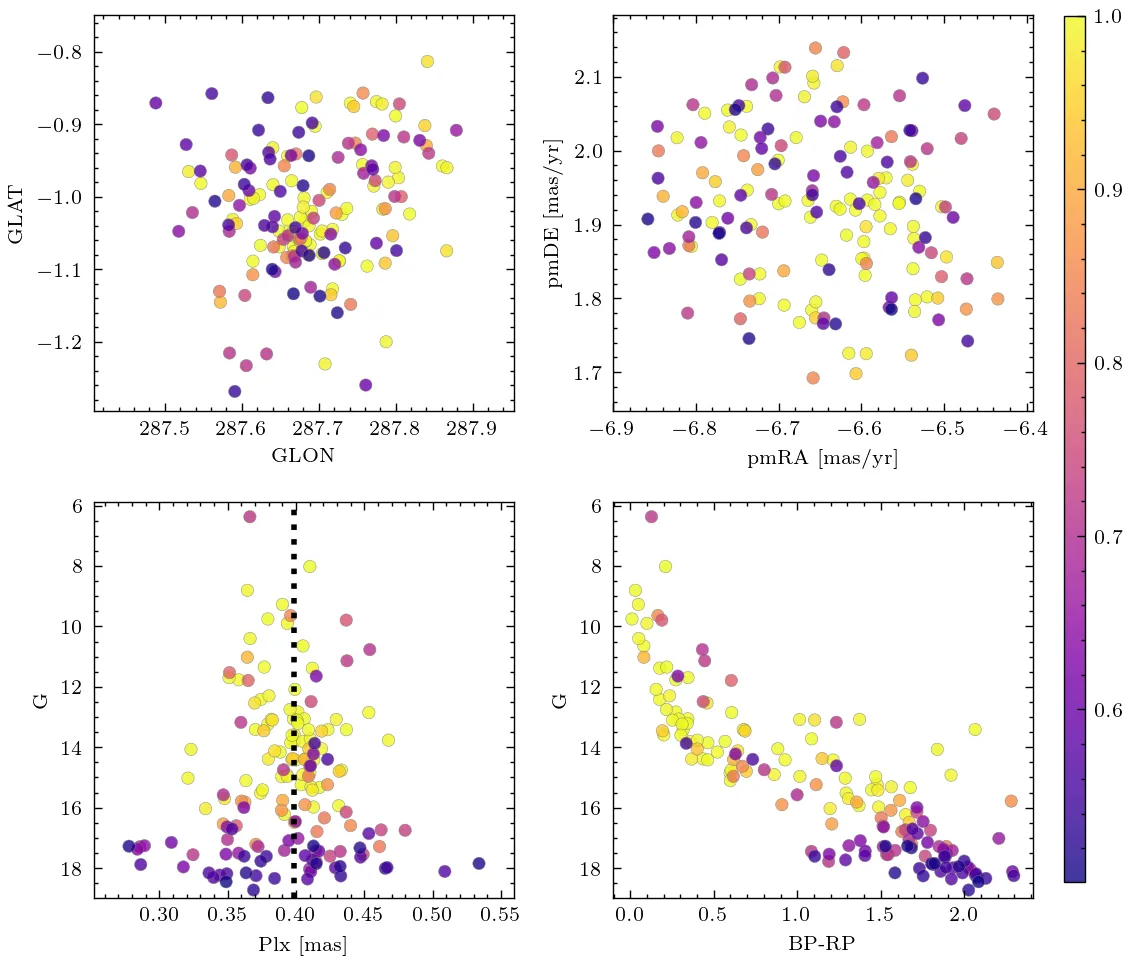 −0.8
−0.9
−1.0
−1.1
−1.2
GLAT
287.5 287.6 287.7 287.8 287.9
GLON
2.1
2.0
1.9
1.8
1.7
pmDE [mas/yr]
−6.9 −6.8 −6.7 −6.6 −6.5 −6.4
pmRA [mas/yr]
1.0
0.9
0.8
0.7
0.6
6
8
10
12
14
16
18
G
0.30 0.35 0.40 0.45 0.50 0.55
Plx [mas]
6
8
10
12
14
16
18
G
0.0 0.5 1.0 1.5 2.0
BP-RP